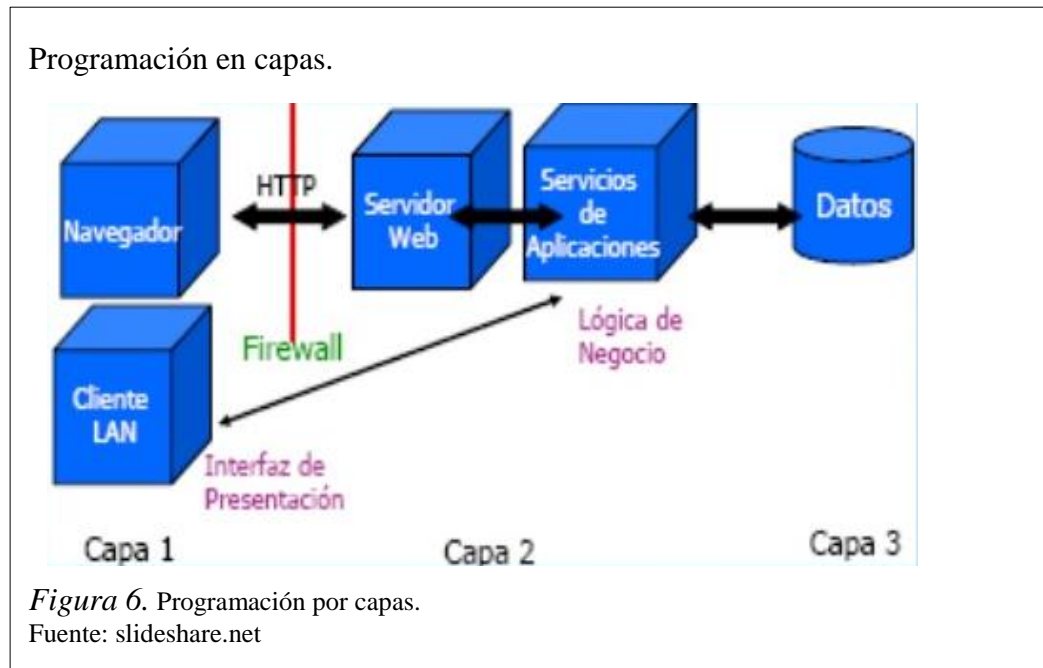 Programación en capas.
Navegador
HTTP
Servidor
Web
Servicios
de
Aplicaciones
Datos
Firewall
Lógica de
Negocio
Cliente
LAN
Interfaz de
Presentación
Capa 1
Capa 2
Capa 3
Figura 6. Programación por capas.
Fuente: slideshare.net